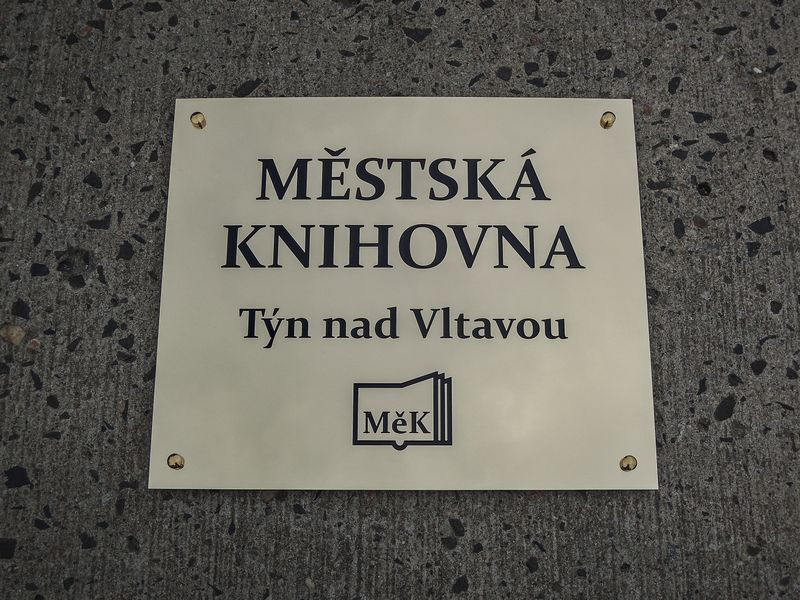 MĚSTSKÁ
KNIHOVNA
Týn nad Vltavou
MěK